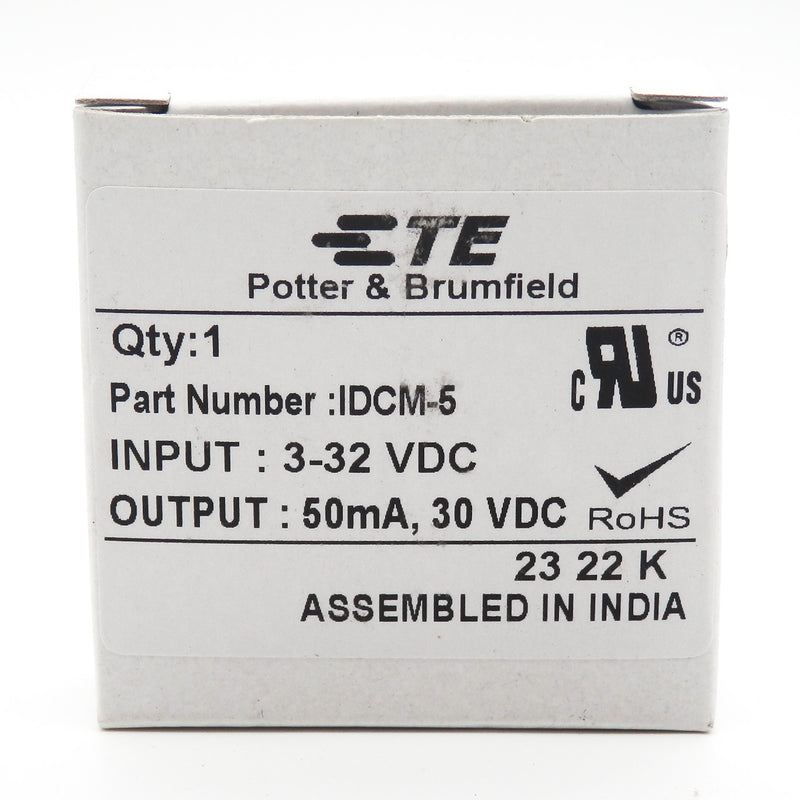 TE
Potter & Brumfield
Qty:1
Part Number :IDCM-5
INPUT : 3-32 VDC
OUTPUT : 50mA, 30 VDC
c RU ® US
RoHS
23 22 K
ASSEMBLED IN INDIA